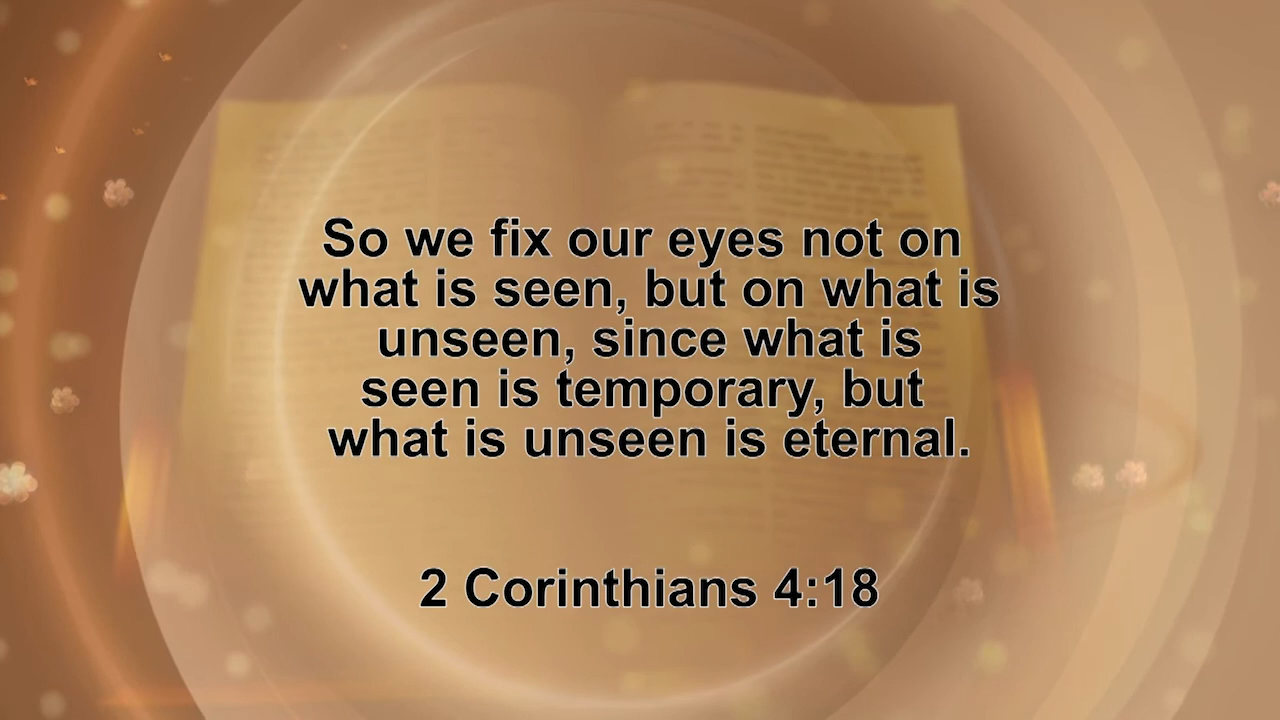 So we fix our eyes not on
what is seen, but on what is
unseen, since what is
seen is temporary, but
what is unseen is eternal.
2 Corinthians 4:18